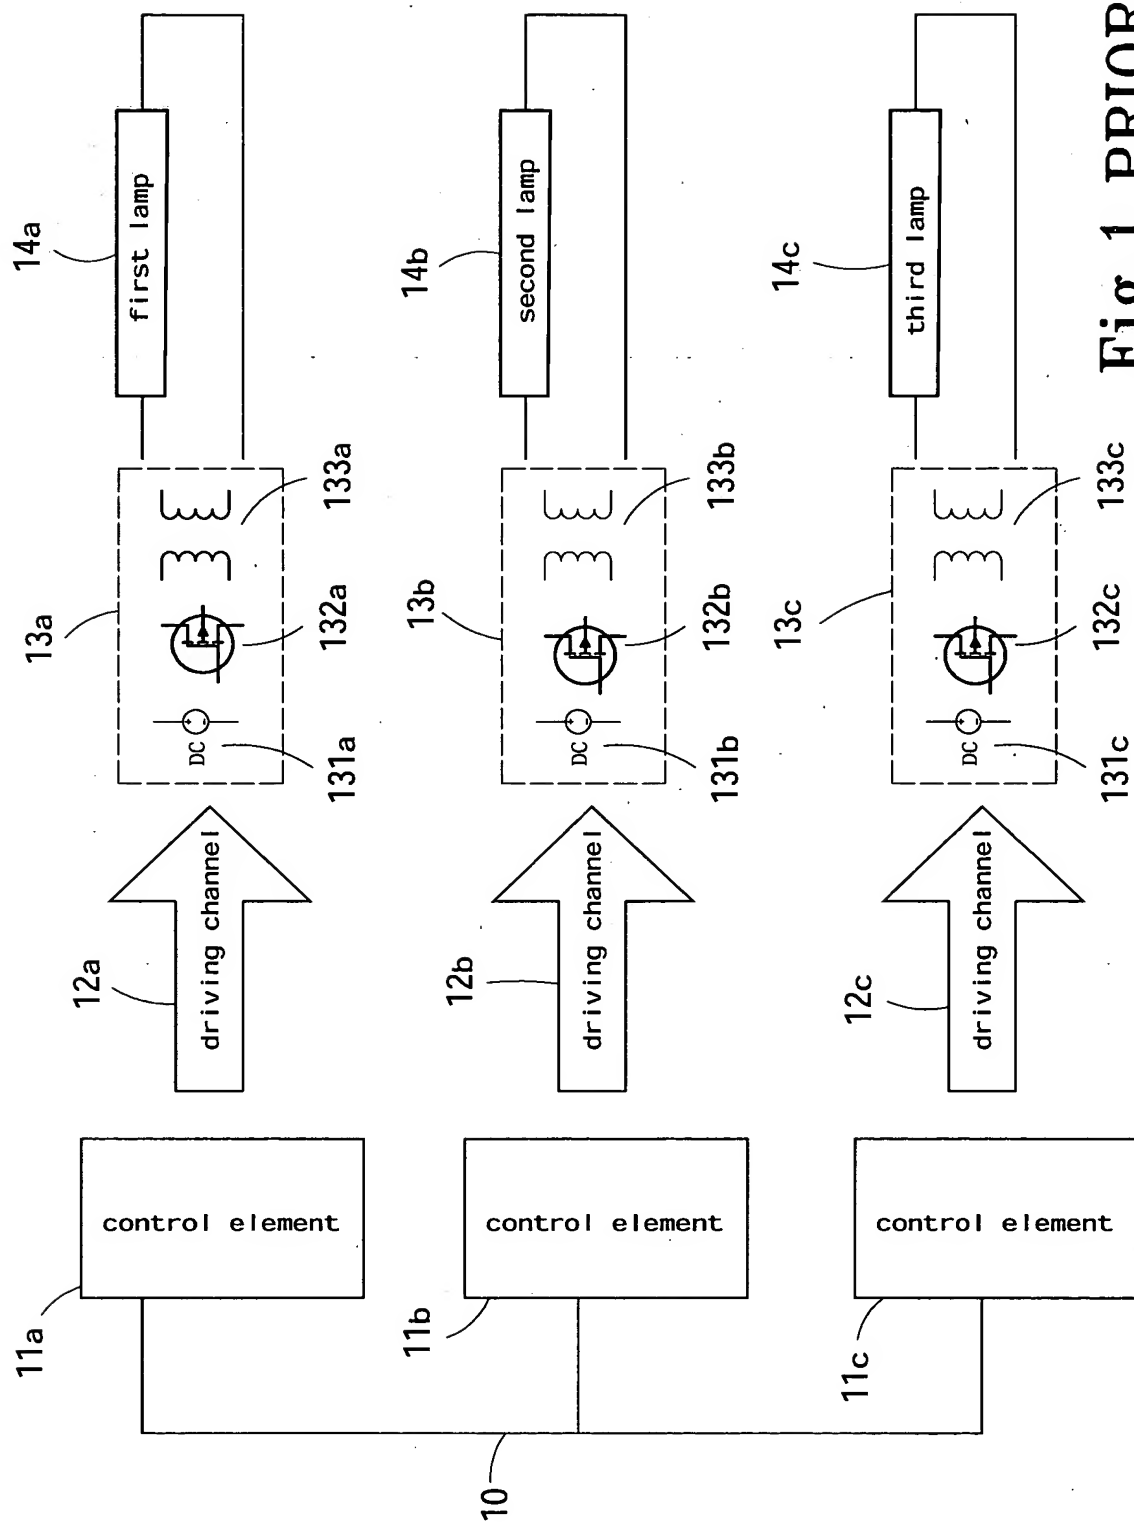 14a
first lamp
13a
133a
132a
DC
131a
12a
driving channel
11a
control element
14b
second lamp
13b
133b
132b
DC
131b
12b
driving channel
11b
control element
14c
third lamp
13c
133c
132c
DC
131c
12c
driving channel
11c
control element
10
Fig 1 PRIOR